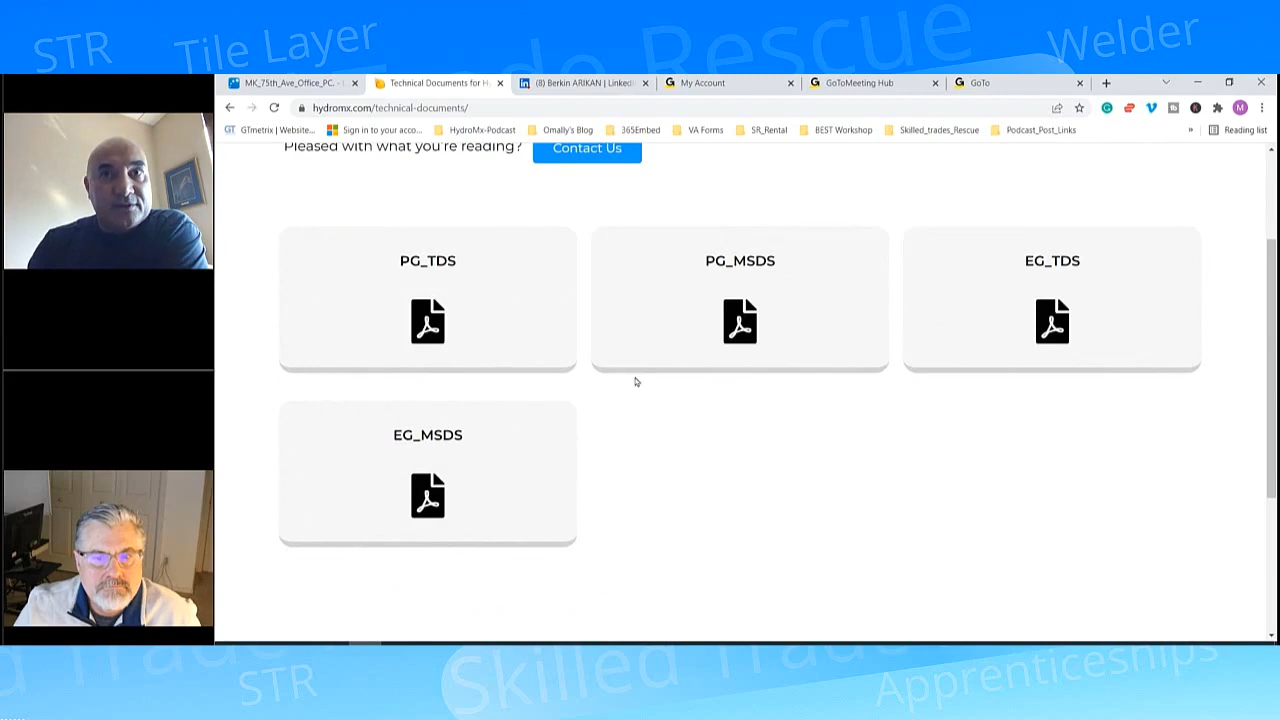 STR
Tile Layer
de Rescue
Welder
MK_75th_Ave_Office_PC. -
Technical Documents for H
(8) Berkin ARIKAN | LinkedI
My Account
GoToMeeting Hub
GoTo
hydromx.com/technical-documents/
GTmetrix | Website...
Sign in to your acco...
HydroMx-Podcast
Omally's Blog
365Embed
VA Forms
SR_Rental
BEST Workshop
Skilled_trades_Rescue
Podcast_Post_Links
»
Reading list
Pleased with what you're reading?
Contact Us
PG_TDS
PG_MSDS
EG_TDS
EG_MSDS
STR
Skilled Trad
Apprenticeships